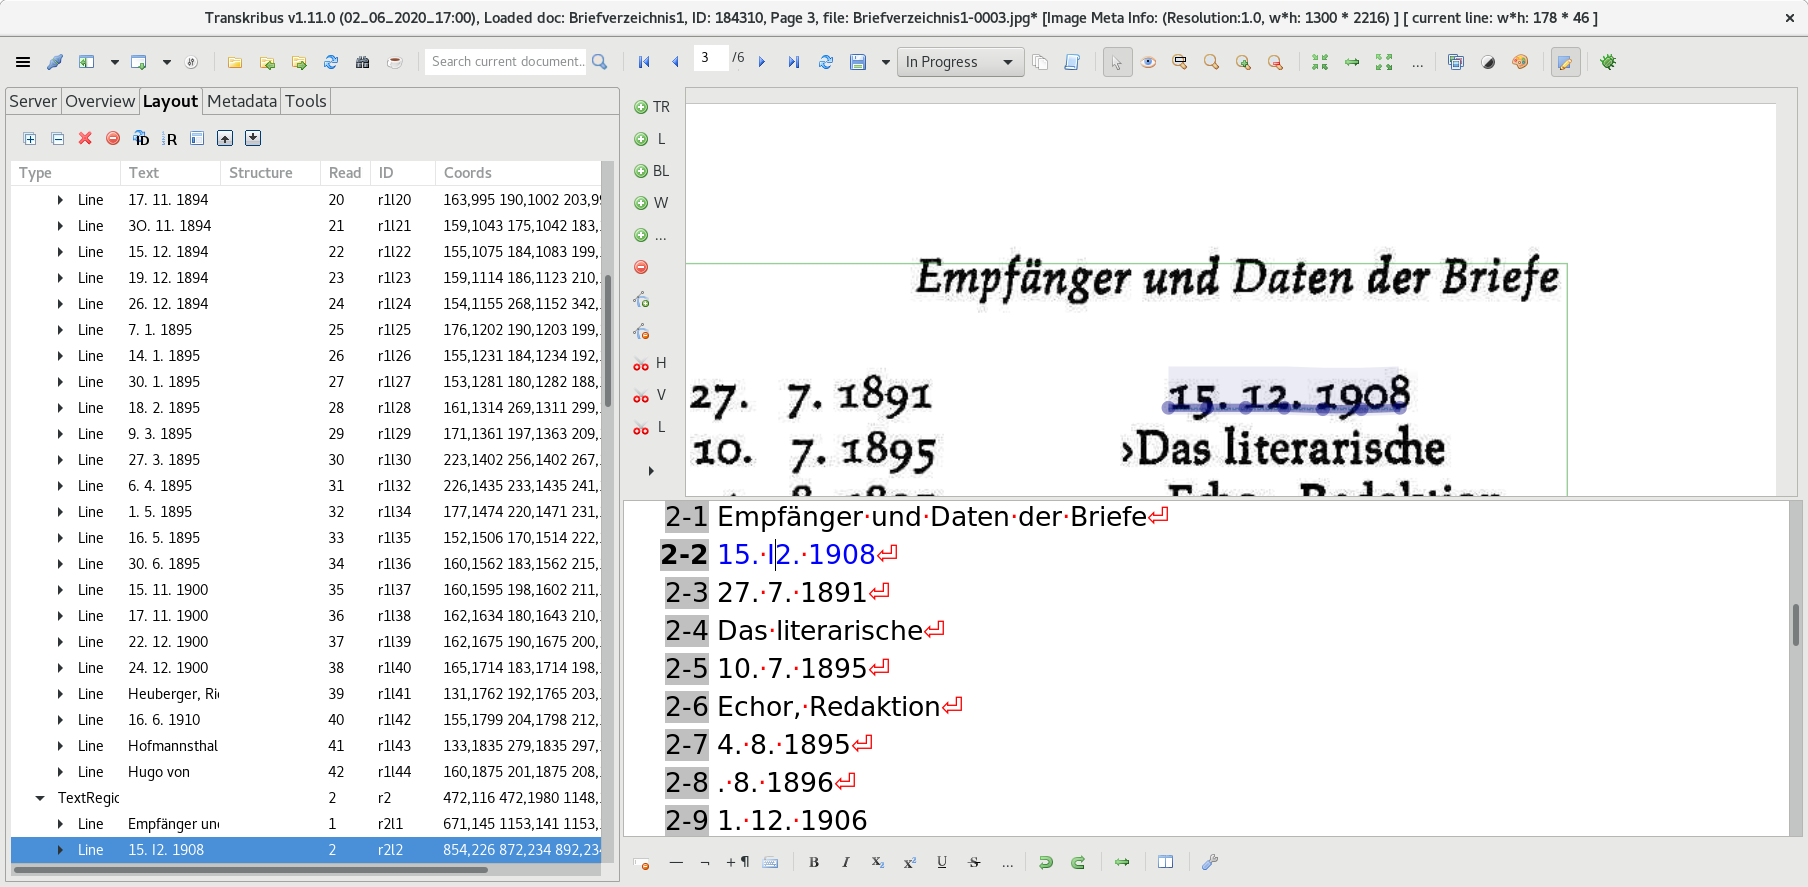 Transkribus v1.11.0 (02_06_2020_17:00), Loaded doc: Briefverzeichnis1, ID: 184310, Page 3, file: Briefverzeichnis1-0003.jpg* [Image Meta Info: (Resolution:1.0, w*h: 1300 * 2216) ] [ current line: w*h: 178 * 46 ]
Search current document... 3 /6 In Progress ...
Server Overview Layout Metadata Tools
ID R
Type Text Structure Read ID Coords
Line 17. 11. 1894 20 r1l20 163,995 190,1002 203,99
Line 3O. 11. 1894 21 r1l21 159,1043 175,1042 183,
Line 15. 12. 1894 22 r1l22 155,1075 184,1083 199,
Line 19. 12. 1894 23 r1l23 159,1114 186,1123 210,
Line 26. 12. 1894 24 r1l24 154,1155 268,1152 342,
Line 7. 1. 1895 25 r1l25 176,1202 190,1203 199,
Line 14. 1. 1895 26 r1l26 155,1231 184,1234 192,
Line 30. 1. 1895 27 r1l27 153,1281 180,1282 188,
Line 18. 2. 1895 28 r1l28 161,1314 269,1311 299,
Line 9. 3. 1895 29 r1l29 171,1361 197,1363 209,
Line 27. 3. 1895 30 r1l30 223,1402 256,1402 267,
Line 6. 4. 1895 31 r1l32 226,1435 233,1435 241,
Line 1. 5. 1895 32 r1l34 177,1474 220,1471 231,
Line 16. 5. 1895 33 r1l35 152,1506 170,1514 222,
Line 30. 6. 1895 34 r1l36 160,1562 183,1562 215,
Line 15. 11. 1900 35 r1l37 160,1595 198,1602 211,
Line 17. 11. 1900 36 r1l38 162,1634 180,1643 210,
Line 22. 12. 1900 37 r1l39 162,1675 190,1675 200,
Line 24. 12. 1900 38 r1l40 165,1714 183,1714 198,
Line Heuberger, Ri 39 r1l41 131,1762 192,1765 203,
Line 16. 6. 1910 40 r1l42 155,1799 204,1798 212,
Line Hofmannsthal 41 r1l43 133,1835 279,1835 297,
Line Hugo von 42 r1l44 160,1875 201,1875 208,
TextRegic 2 r2 472,116 472,1980 1148,
Line Empfänger un 1 r2l1 671,145 1153,141 1153,
Line 15. I2. 1908 2 r2l2 854,226 872,234 892,234
TR
L
BL
W
...
H
V
L
Empfänger und Daten der Briefe
27. 7. 1891 15. 12. 1908
10. 7. 1895 ›Das literarische
Echo, Redaktion
2-1 Empfänger·und·Daten·der·Briefe⏎
2-2 15.·I2.·1908⏎
2-3 27.·7.·1891⏎
2-4 Das·literarische⏎
2-5 10.·7.·1895⏎
2-6 Echor,·Redaktion⏎
2-7 4.·8.·1895⏎
2-8 .·8.·1896⏎
2-9 1.·12.·1906
— ¬ +¶ B I X₂ X² U S ...